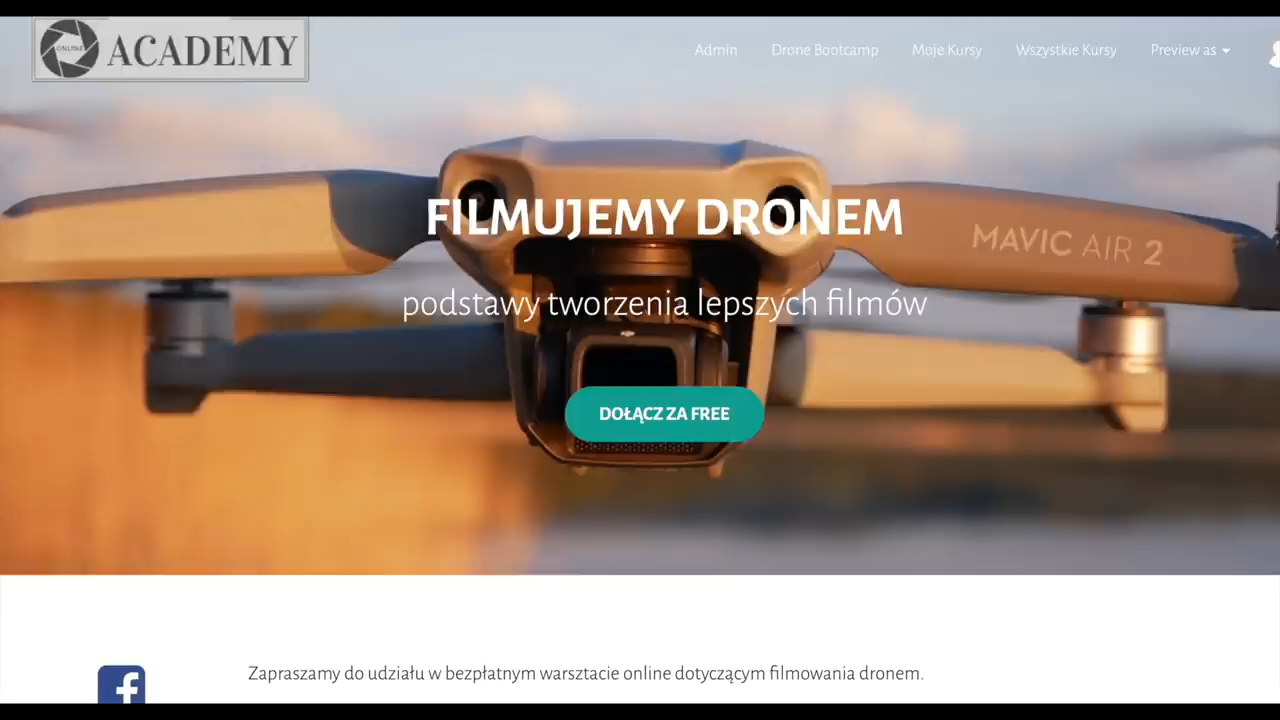 ONLINE
ACADEMY
Admin
Drone Bootcamp
Moje Kursy
Wszystkie Kursy
Preview as
FILMUJEMY DRONEM
MAVIC AIR 2
podstawy tworzenia lepszych filmów
DOŁĄCZ ZA FREE
Zapraszamy do udziału w bezpłatnym warsztacie online dotyczącym filmowania dronem.